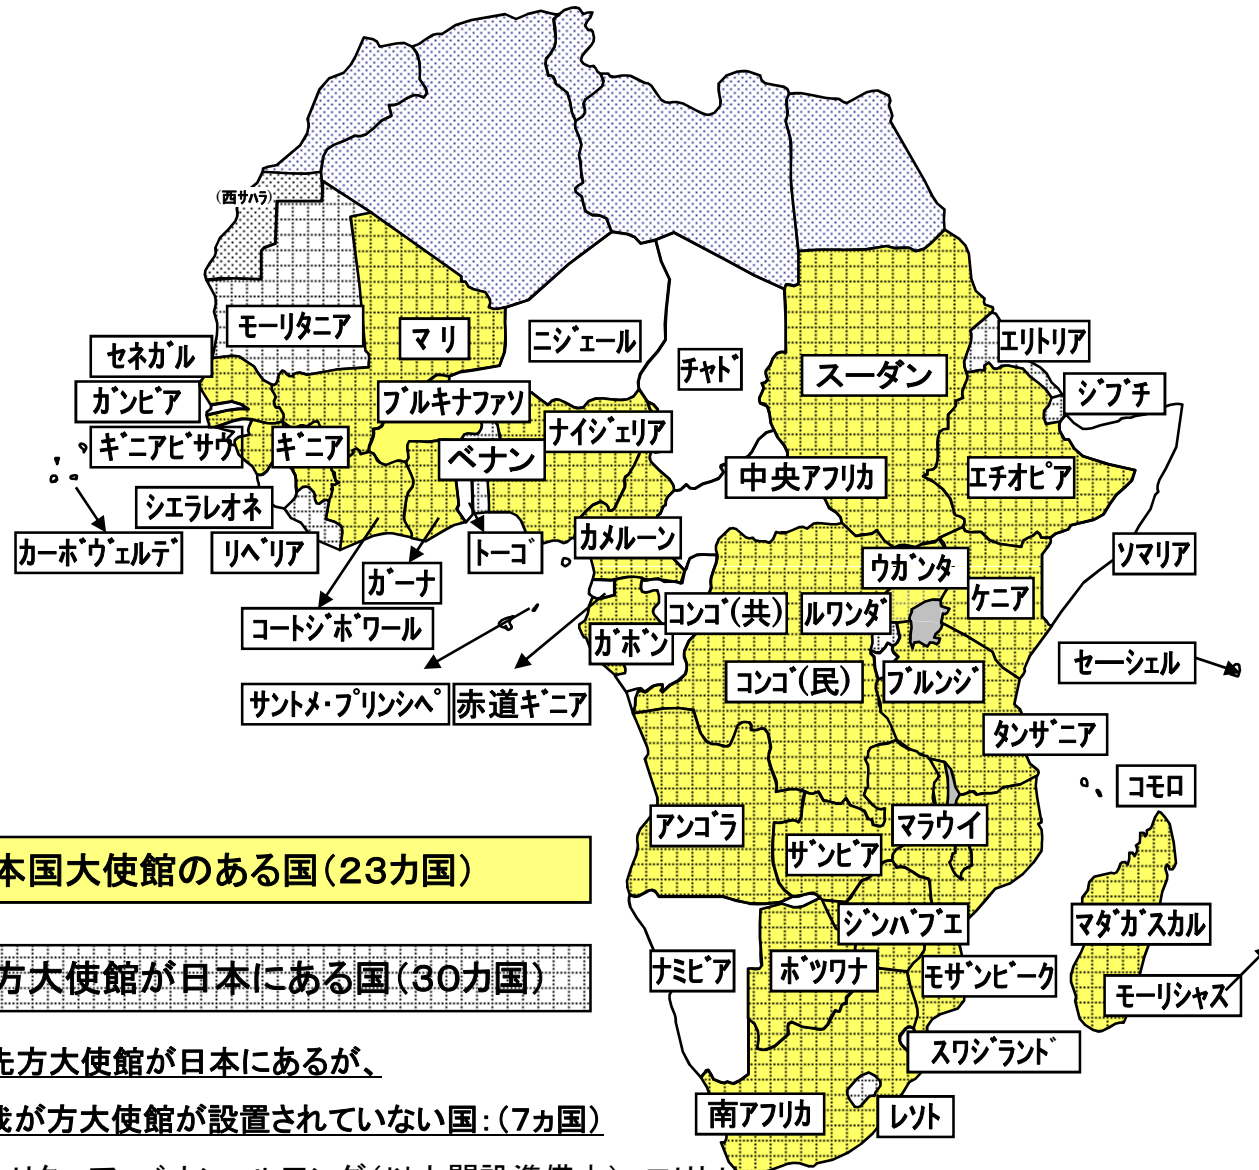 (西サハラ)
モーリタニア
マリ
ニジェール
チャド
スーダン
エリトリア
ジブチ
セネガル
ガンビア
ギニアビサウ
ギニア
ブルキナファソ
ベナン
ナイジェリア
中央アフリカ
エチオピア
ソマリア
シエラレオネ
カーボヴェルデ
リベリア
トーゴ
カメルーン
ガーナ
コートジボワール
ウガンダ
ケニア
コンゴ(共)
ルワンダ
ガボン
サントメ・プリンシペ
赤道ギニア
コンゴ(民)
ブルンジ
セーシェル
タンザニア
コモロ
アンゴラ
マラウイ
ザンビア
ジンバブエ
マダガスカル
ナミビア
ボツワナ
モザンビーク
モーリシャス
スワジランド
南アフリカ
レソト
本国大使館のある国(23カ国)
方大使館が日本にある国(30カ国)
先方大使館が日本にあるが、
我が方大使館が設置されていない国:(7ヵ国)